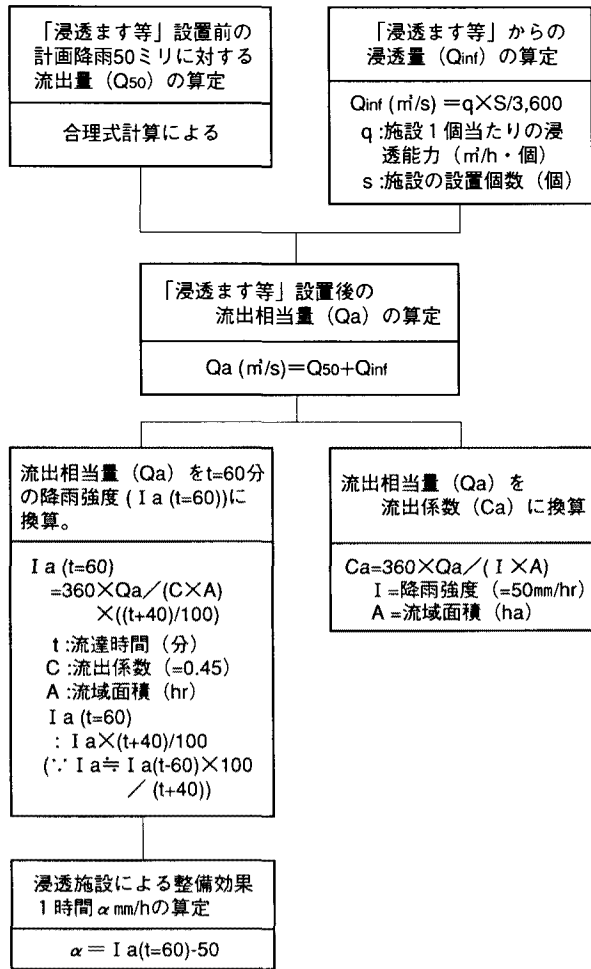 「浸透ます等」設置前の
計画降雨50ミリに対する
流出量（Q50）の算定
合理式計算による
「浸透ます等」からの
浸透量（Qinf）の算定
Qinf（㎥/s）＝q×S/3,600
q :施設１個当たりの浸
透能力（㎥/h・個）
s :施設の設置個数（個）
「浸透ます等」設置後の
流出相当量（Qa）の算定
Qa（㎥/s）＝Q50＋Qinf
流出相当量（Qa）をt=60分
の降雨強度（Ｉa（t=60））に
換算。
Ｉa（t=60）
=360×Qa／（C×A）
×（（t+40）/100）
t :流達時間（分）
C :流出係数（=0.45）
A :流域面積（hr）
Ｉa（t=60）
: Ｉa×（t+40）/100
（∵Ｉa≒Ｉa（t-60）×100
／（t+40））
流出相当量（Qa）を
流出係数（Ca）に換算
Ca=360×Qa／（Ｉ×A）
Ｉ=降雨強度（=50mm/hr）
A =流域面積（ha）
浸透施設による整備効果
１時間α㎜/hの算定
α＝Ｉa（t=60）-50